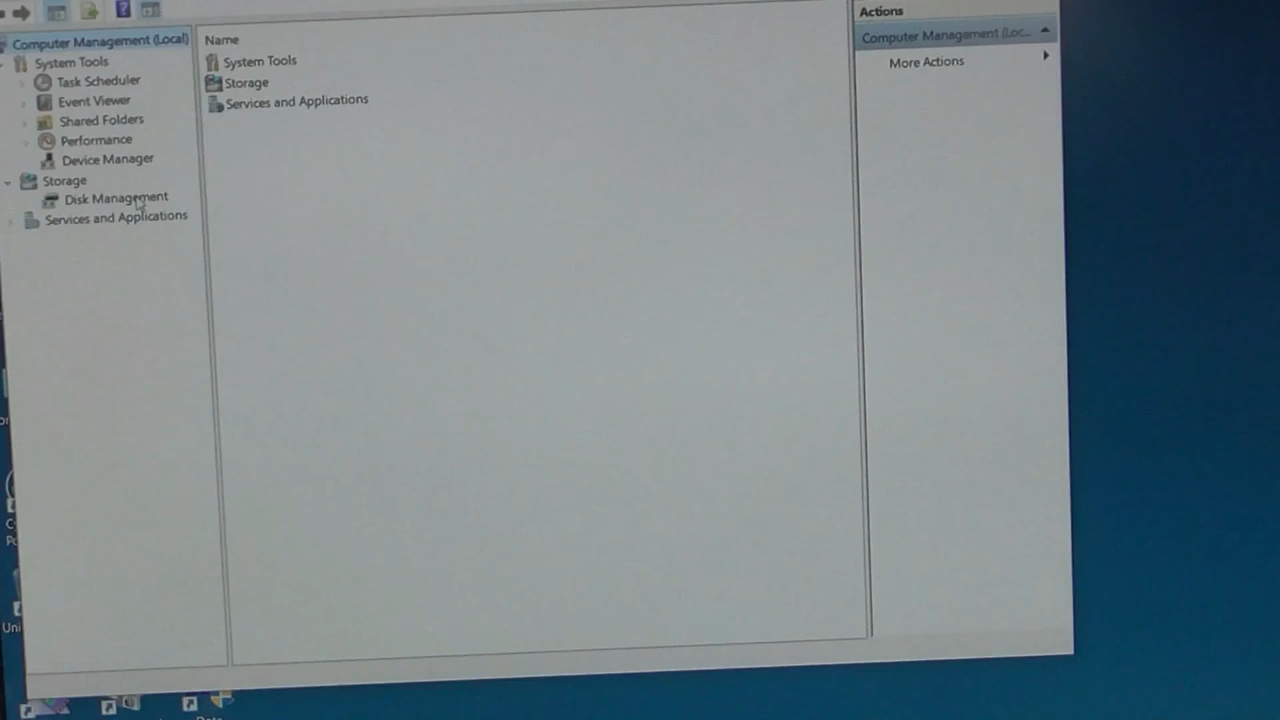 Computer Management (Local)
System Tools
Task Scheduler
Event Viewer
Shared Folders
Performance
Device Manager
Storage
Disk Management
Services and Applications
Name
System Tools
Storage
Services and Applications
Actions
Computer Management (Loc...
More Actions
Uni